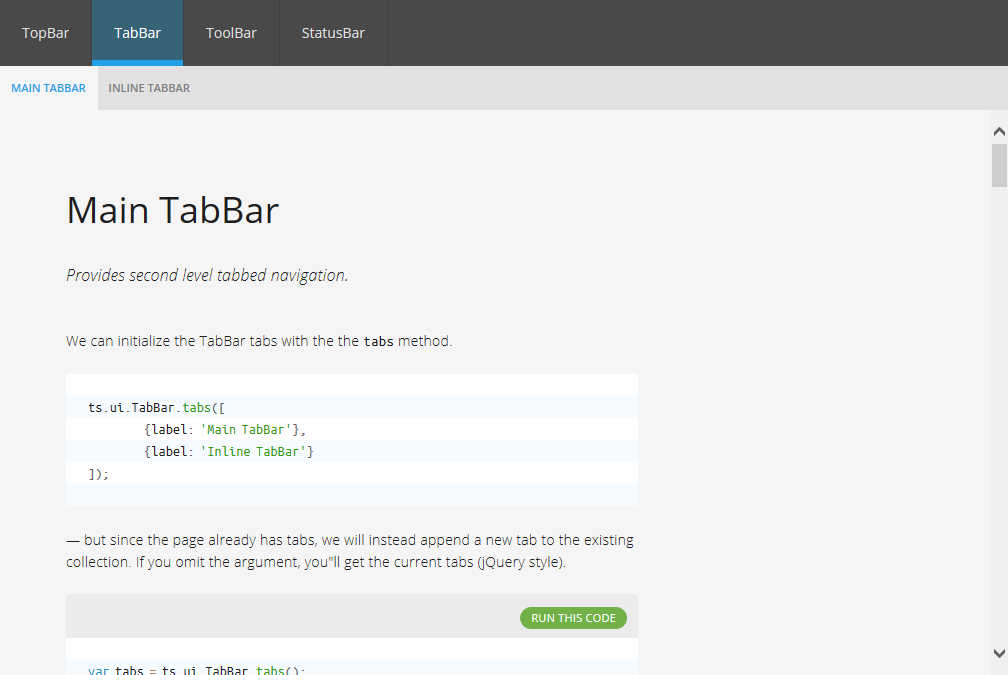 TopBar TabBar ToolBar StatusBar
MAIN TABBAR INLINE TABBAR
Main TabBar
Provides second level tabbed navigation.
We can initialize the TabBar tabs with the the tabs method.
ts.ui.TabBar.tabs([
{label: 'Main TabBar'},
{label: 'Inline TabBar'}
]);
— but since the page already has tabs, we will instead append a new tab to the existing
collection. If you omit the argument, you"ll get the current tabs (jQuery style).
RUN THIS CODE
var tabs = ts.ui.TabBar.tabs();